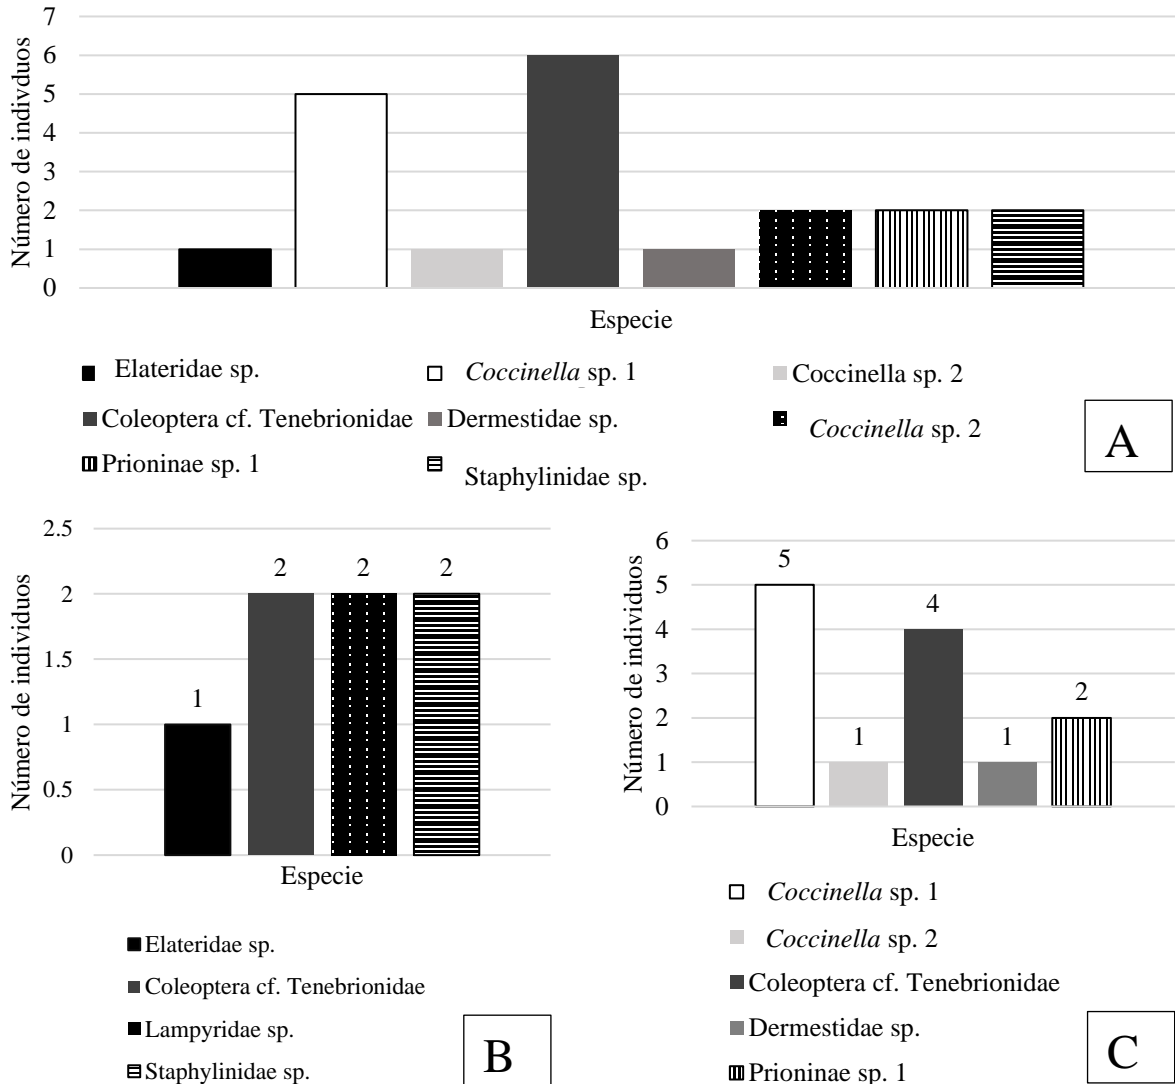 7
6
5
4
3
2
1
0
Número de indivduos
Especie
Elateridae sp.
Coccinella sp. 1
Coccinella sp. 2
Coleoptera cf. Tenebrionidae
Dermestidae sp.
Coccinella sp. 2
Prioninae sp. 1
Staphylinidae sp.
A
2.5
2
1.5
1
0.5
0
Número de individuos
1
2
2
2
Especie
Elateridae sp.
Coleoptera cf. Tenebrionidae
Lampyridae sp.
Staphylinidae sp.
B
6
5
4
3
2
1
0
Número de individuos
5
1
4
1
2
Especie
Coccinella sp. 1
Coccinella sp. 2
Coleoptera cf. Tenebrionidae
Dermestidae sp.
Prioninae sp. 1
C